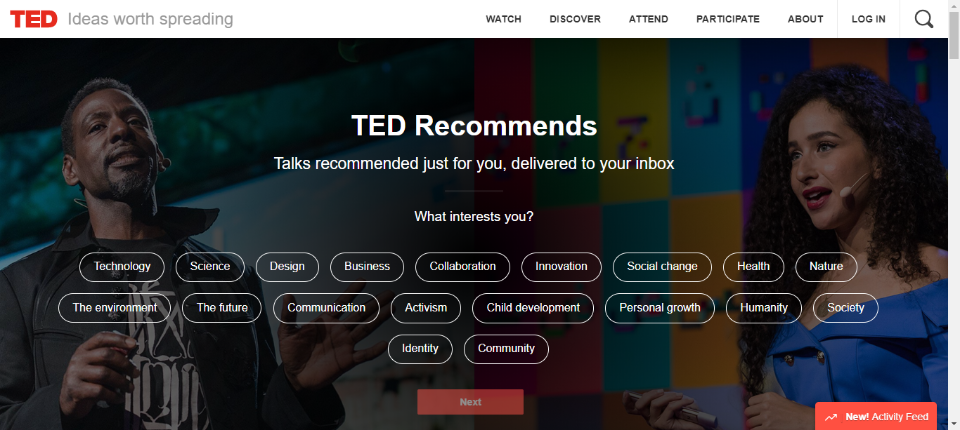 TED Ideas worth spreading WATCH DISCOVER ATTEND PARTICIPATE ABOUT LOG IN
TED Recommends
Talks recommended just for you, delivered to your inbox
What interests you?
Technology Science Design Business Collaboration Innovation Social change Health Nature
The environment The future Communication Activism Child development Personal growth Humanity Society
Identity Community
Next
New! Activity Feed